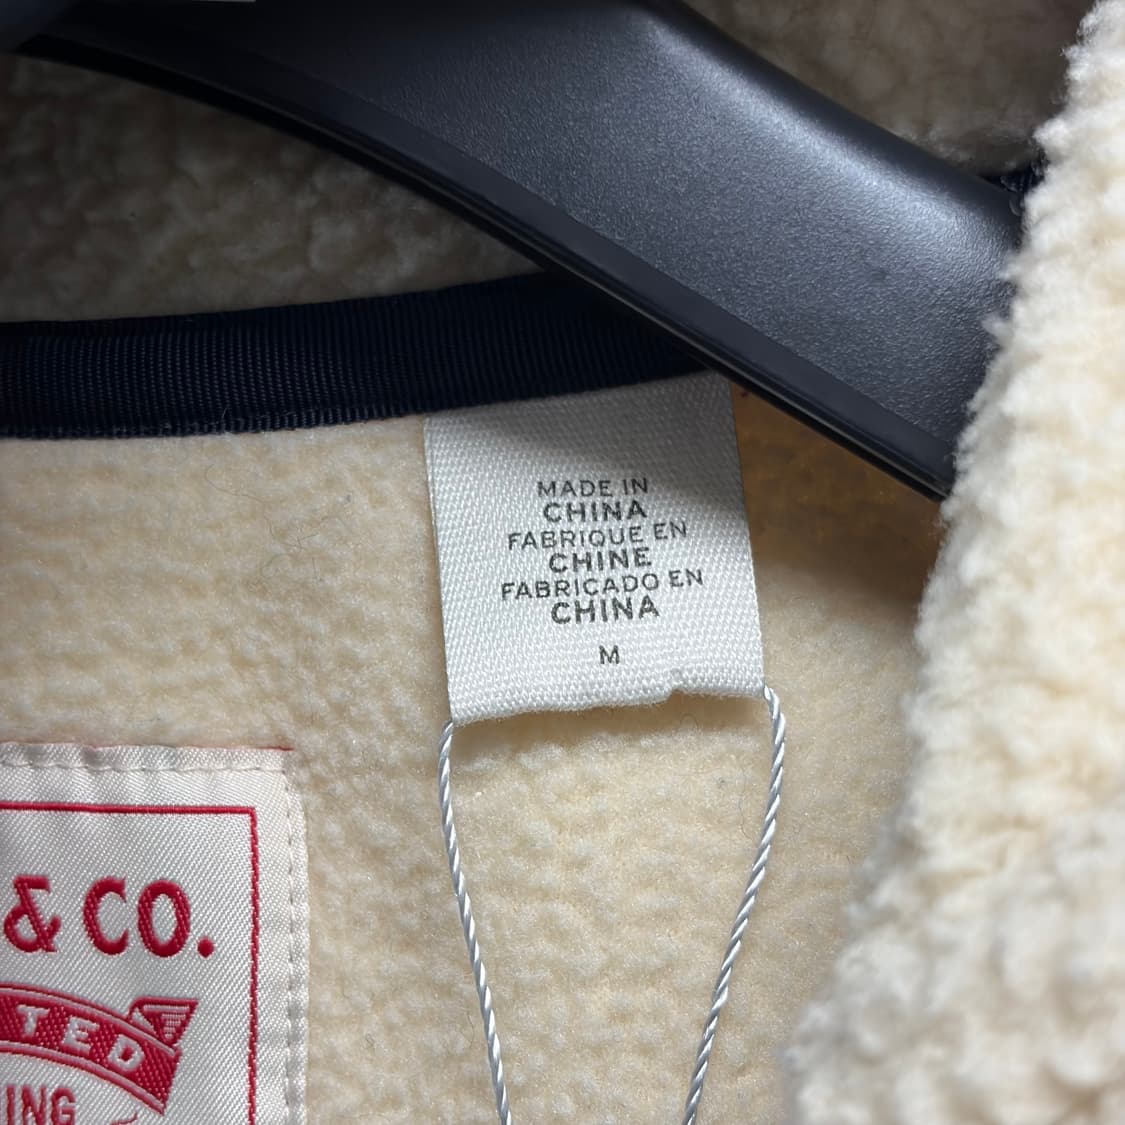 MADE IN
CHINA
FABRIQUE EN
CHINE
FABRICADO EN
CHINA
M
& CO.
TED
ING